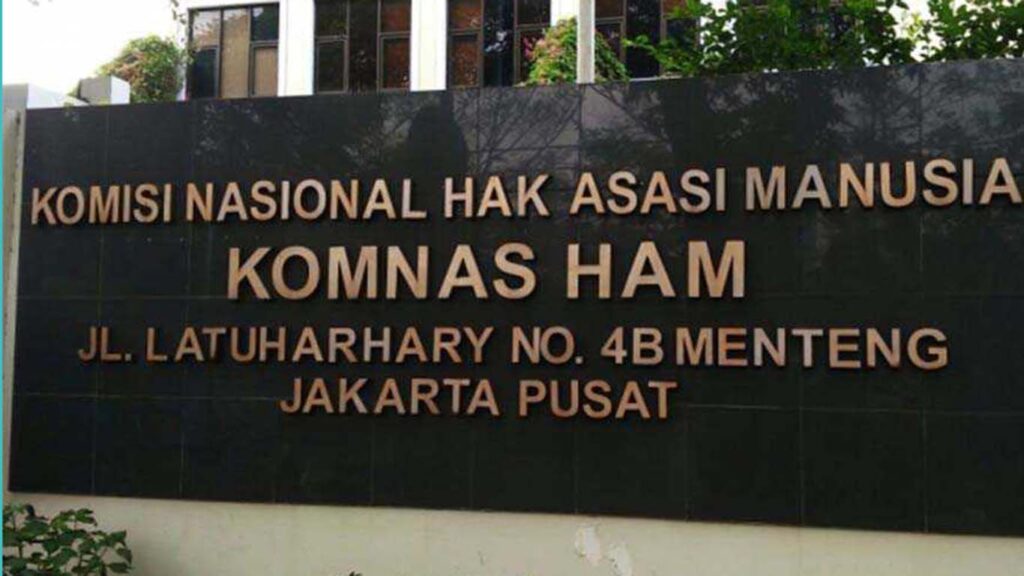 KOMISI NASIONAL HAK ASASI MANUSIA
KOMNAS HAM
JL. LATUHARHARY NO. 4B MENTENG
JAKARTA PUSAT